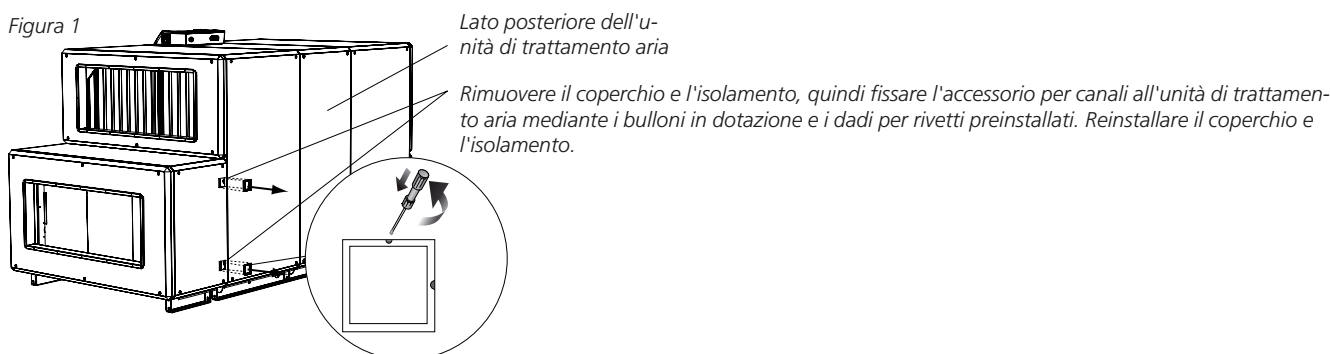 Figura 1
Lato posteriore dell'u-
nità di trattamento aria
Rimuovere il coperchio e l'isolamento, quindi fissare l'accessorio per canali all'unità di trattamen-
to aria mediante i bulloni in dotazione e i dadi per rivetti preinstallati. Reinstallare il coperchio e
l'isolamento.